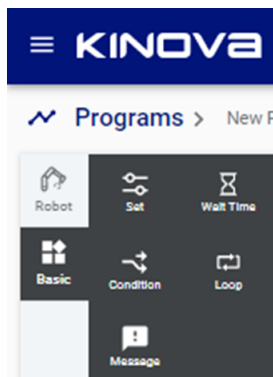 KINOVA
Programs > New
Robot
Set
Wait Time
Basic
Condition
Loop
Message